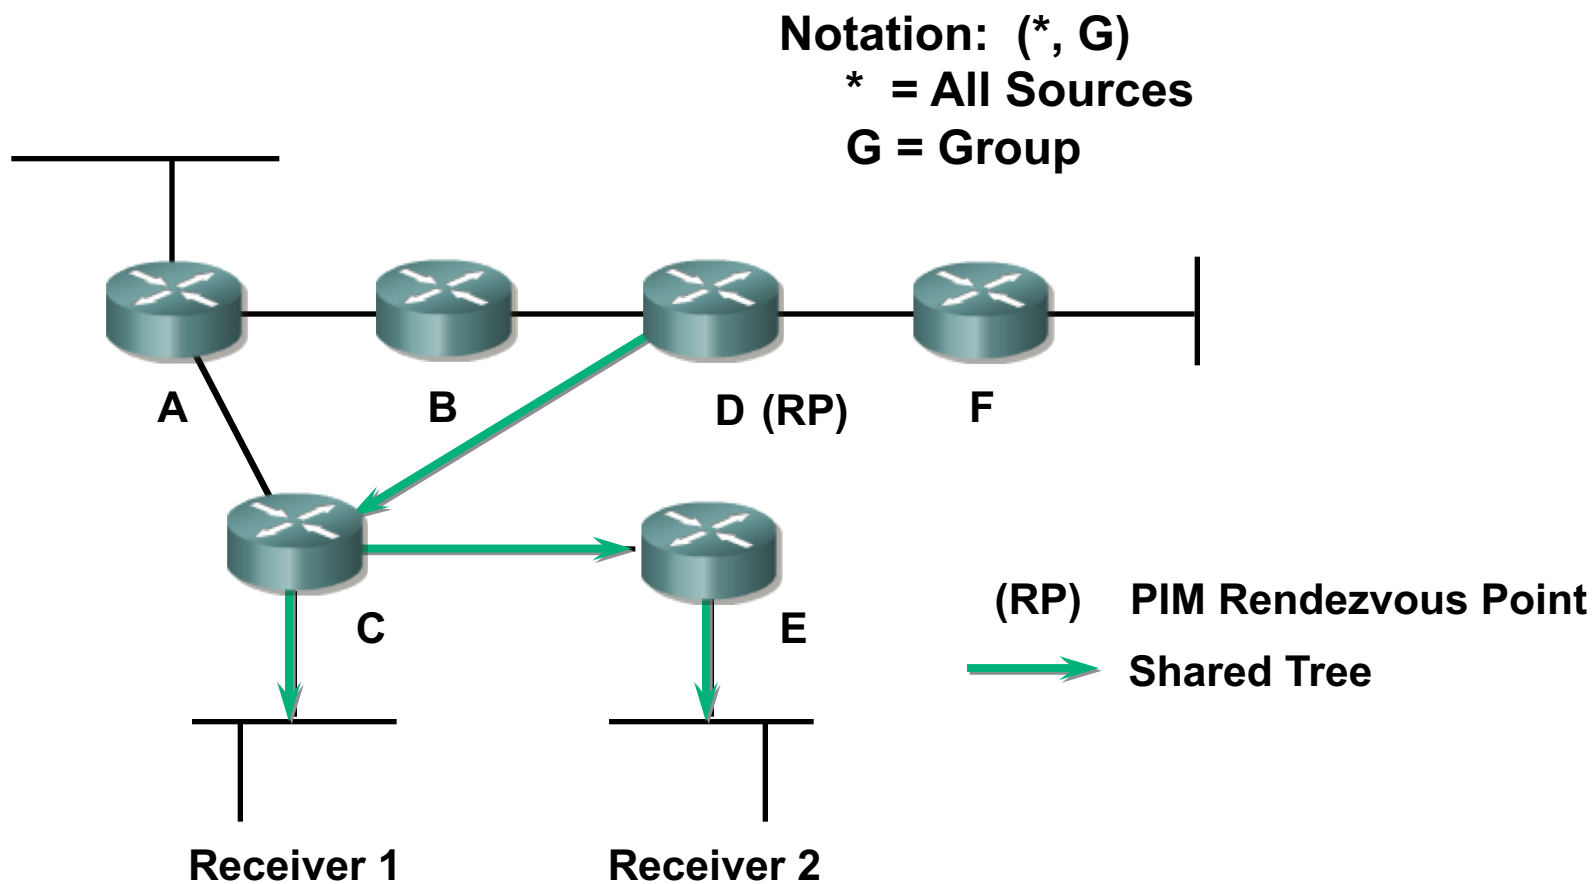 Notation: (*, G)
* = All Sources
G = Group
A
B
D (RP)
F
C
E
(RP) PIM Rendezvous Point
Shared Tree
Receiver 1
Receiver 2